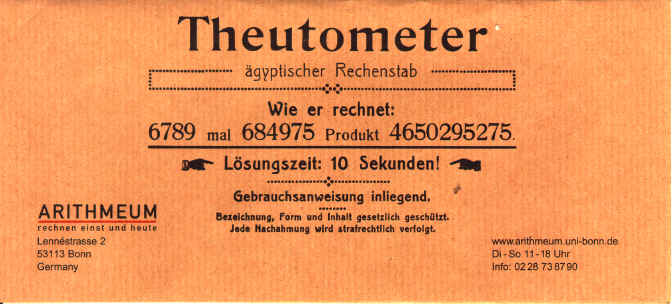 Theutometer
ägyptischer Rechenstab
Wie er rechnet:
6789 mal 684975 Produkt 4650295275.
Lösungszeit: 10 Sekunden!
Gebrauchsanweisung inliegend.
Bezeichnung, Form und Inhalt gesetzlich geschützt.
Jede Nachahmung wird strafrechtlich verfolgt.
ARITHMEUM
rechnen einst und heute
Lennéstrasse 2
53113 Bonn
Germany
www.arithmeum.uni-bonn.de
Di - So 11 - 18 Uhr
Info: 02 28 73 87 90